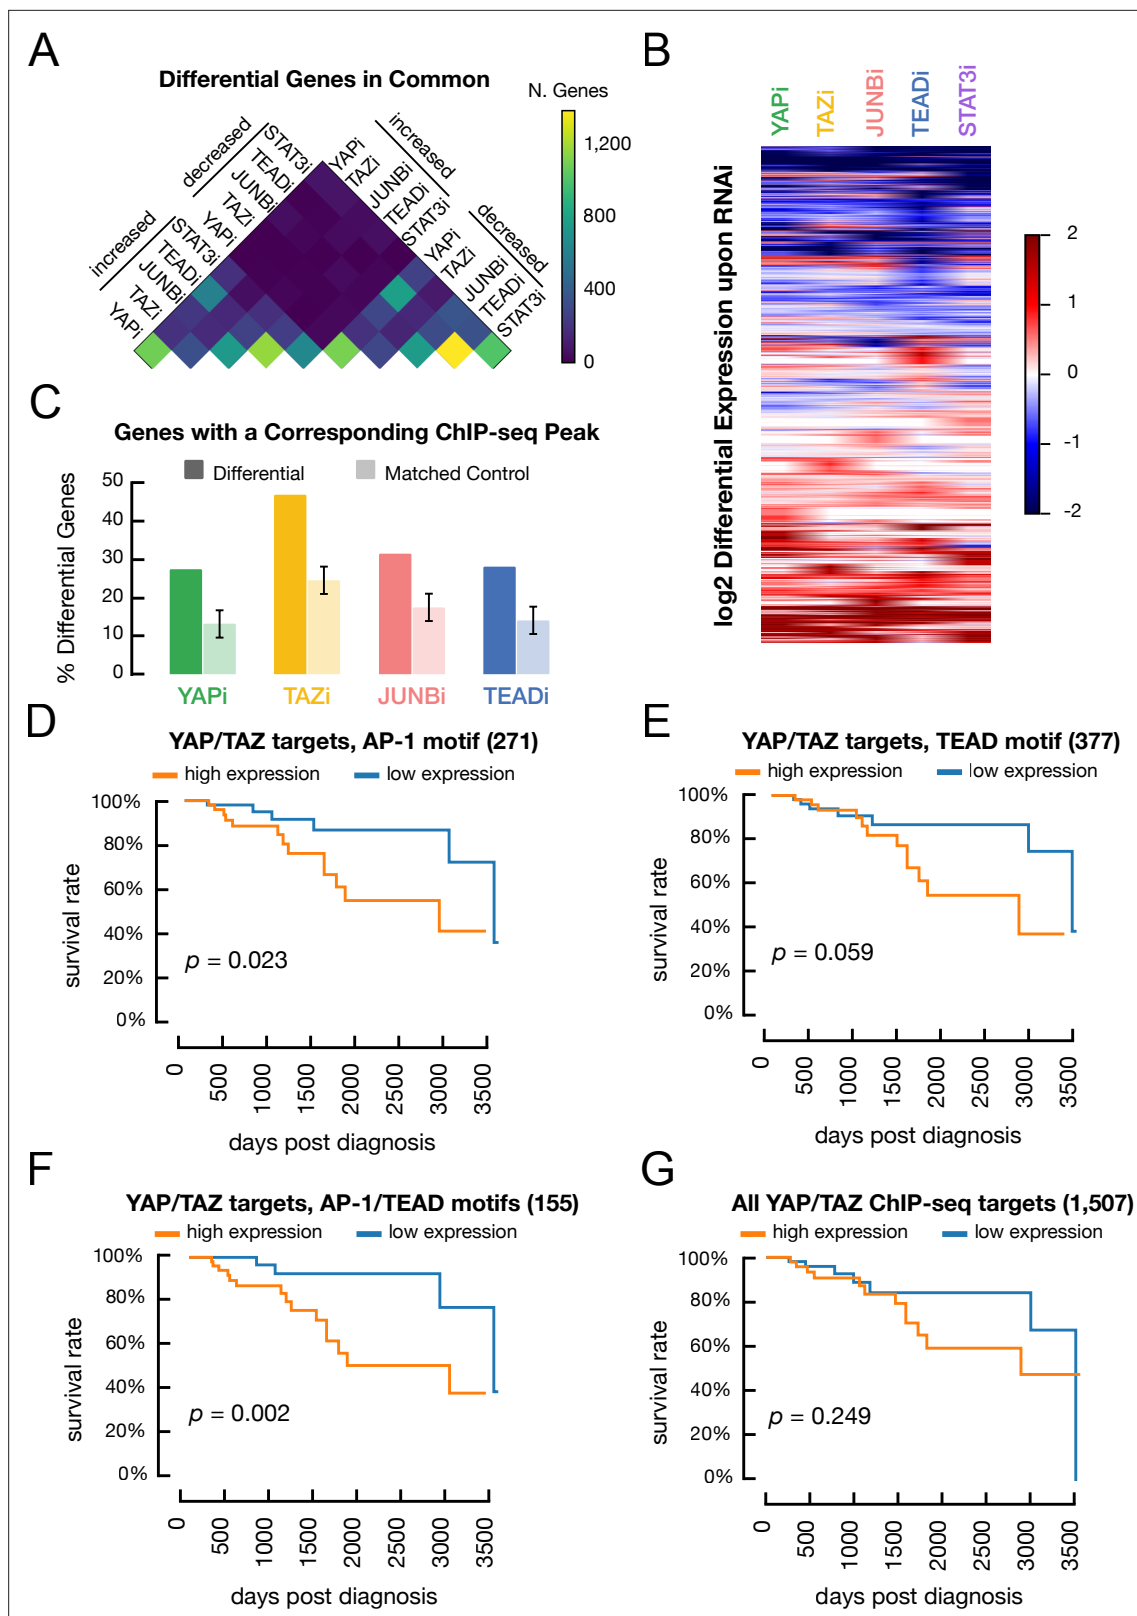 A
Differential Genes in Common
N. Genes
1,200
800
400
0
increased
decreased
YAPi
TAZi
JUNBi
TEADi
STAT3i
YAPi
TAZi
JUNBi
TEADi
STAT3i
increased
decreased
YAPi
TAZi
JUNBi
TEADi
STAT3i
YAPi
TAZi
JUNBi
TEADi
STAT3i
B
YAPi
TAZi
JUNBi
TEADi
STAT3i
log2 Differential Expression upon RNAi
2
1
0
-1
-2
C
Genes with a Corresponding ChIP-seq Peak
Differential
Matched Control
% Differential Genes
50
40
30
20
10
0
YAPi
TAZi
JUNBi
TEADi
D
YAP/TAZ targets, AP-1 motif (271)
high expression
low expression
survival rate
100%
80%
60%
40%
20%
0%
p = 0.023
0
500
1000
1500
2000
2500
3000
3500
days post diagnosis
E
YAP/TAZ targets, TEAD motif (377)
high expression
low expression
survival rate
100%
80%
60%
40%
20%
0%
p = 0.059
0
500
1000
1500
2000
2500
3000
3500
days post diagnosis
F
YAP/TAZ targets, AP-1/TEAD motifs (155)
high expression
low expression
survival rate
100%
80%
60%
40%
20%
0%
p = 0.002
0
500
1000
1500
2000
2500
3000
3500
days post diagnosis
G
All YAP/TAZ ChIP-seq targets (1,507)
high expression
low expression
survival rate
100%
80%
60%
40%
20%
0%
p = 0.249
0
500
1000
1500
2000
2500
3000
3500
days post diagnosis